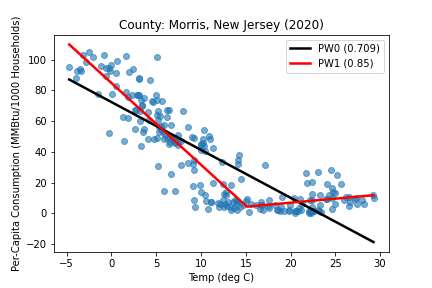 County: Morris, New Jersey (2020)
Per-Capita Consumption (MMBtu/1000 Households)
100
80
60
40
20
0
−20
PW0 (0.709)
PW1 (0.85)
−5 0 5 10 15 20 25 30
Temp (deg C)